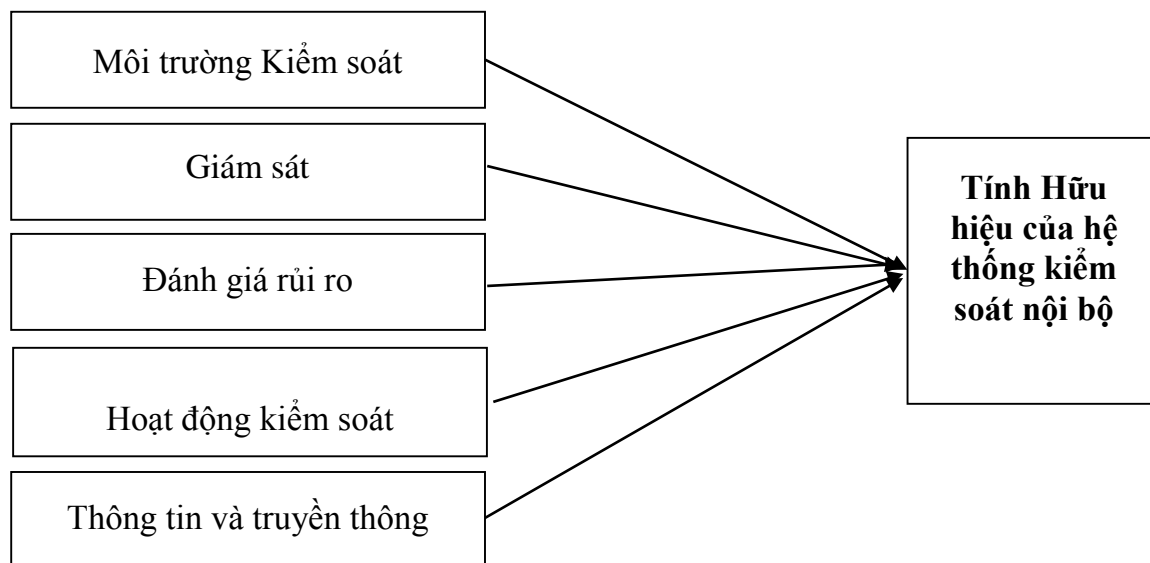 Môi trường Kiểm soát
Giám sát
Đánh giá rủi ro
Hoạt động kiểm soát
Thông tin và truyền thông
Tính Hữu
hiệu của hệ
thống kiểm
soát nội bộ